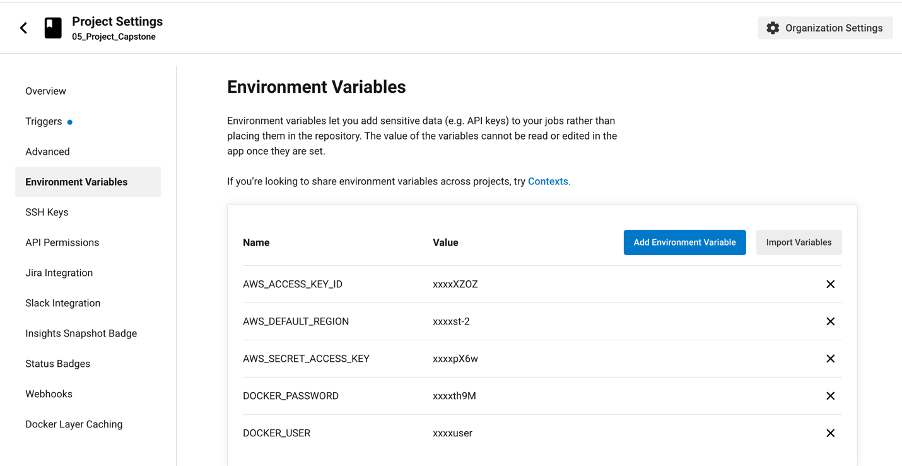 Project Settings
05_Project_Capstone
Organization Settings
Overview
Triggers
Advanced
Environment Variables
SSH Keys
API Permissions
Jira Integration
Slack Integration
Insights Snapshot Badge
Status Badges
Webhooks
Docker Layer Caching
Environment Variables
Environment variables let you add sensitive data (e.g. API keys) to your jobs rather than
placing them in the repository. The value of the variables cannot be read or edited in the
app once they are set.
If you're looking to share environment variables across projects, try Contexts.
Name Value Add Environment Variable Import Variables
AWS_ACCESS_KEY_ID xxxxXZOZ
AWS_DEFAULT_REGION xxxxst-2
AWS_SECRET_ACCESS_KEY xxxxpX6w
DOCKER_PASSWORD xxxxth9M
DOCKER_USER xxxxuser